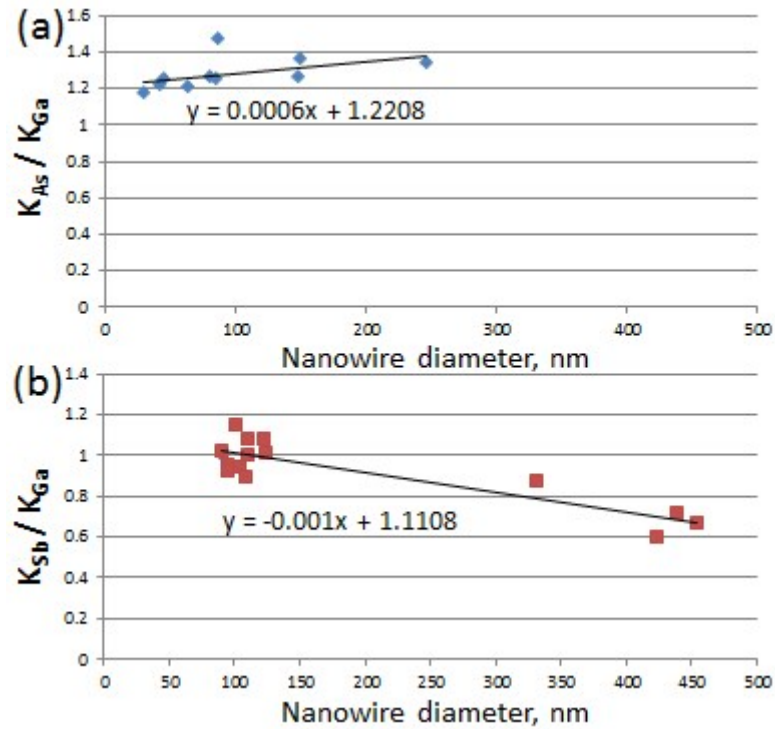 (a)
K_As / K_Ga
1.6
1.4
1.2
1
0.8
0.6
0.4
0.2
0
y = 0.0006x + 1.2208
0 100 200 300 400 500
Nanowire diameter, nm
(b)
K_Sb / K_Ga
1.4
1.2
1
0.8
0.6
0.4
0.2
0
y = -0.001x + 1.1108
0 50 100 150 200 250 300 350 400 450 500
Nanowire diameter, nm